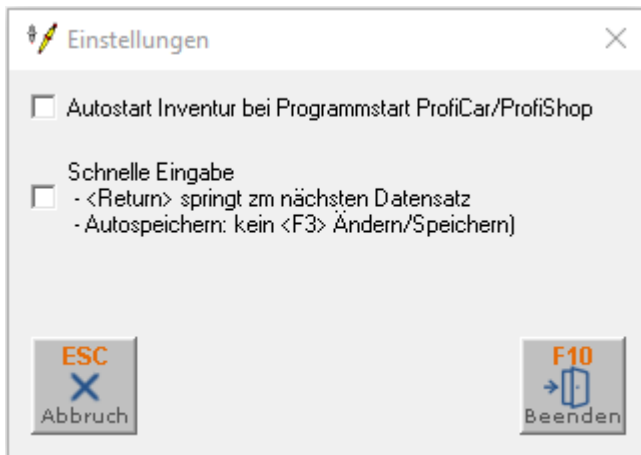 Einstellungen
Autostart Inventur bei Programmstart ProfiCar/ProfiShop
Schnelle Eingabe
- <Return> springt zm nächsten Datensatz
- Autospeichern: kein <F3> Ändern/Speichern)
ESC
Abbruch
F10
Beenden